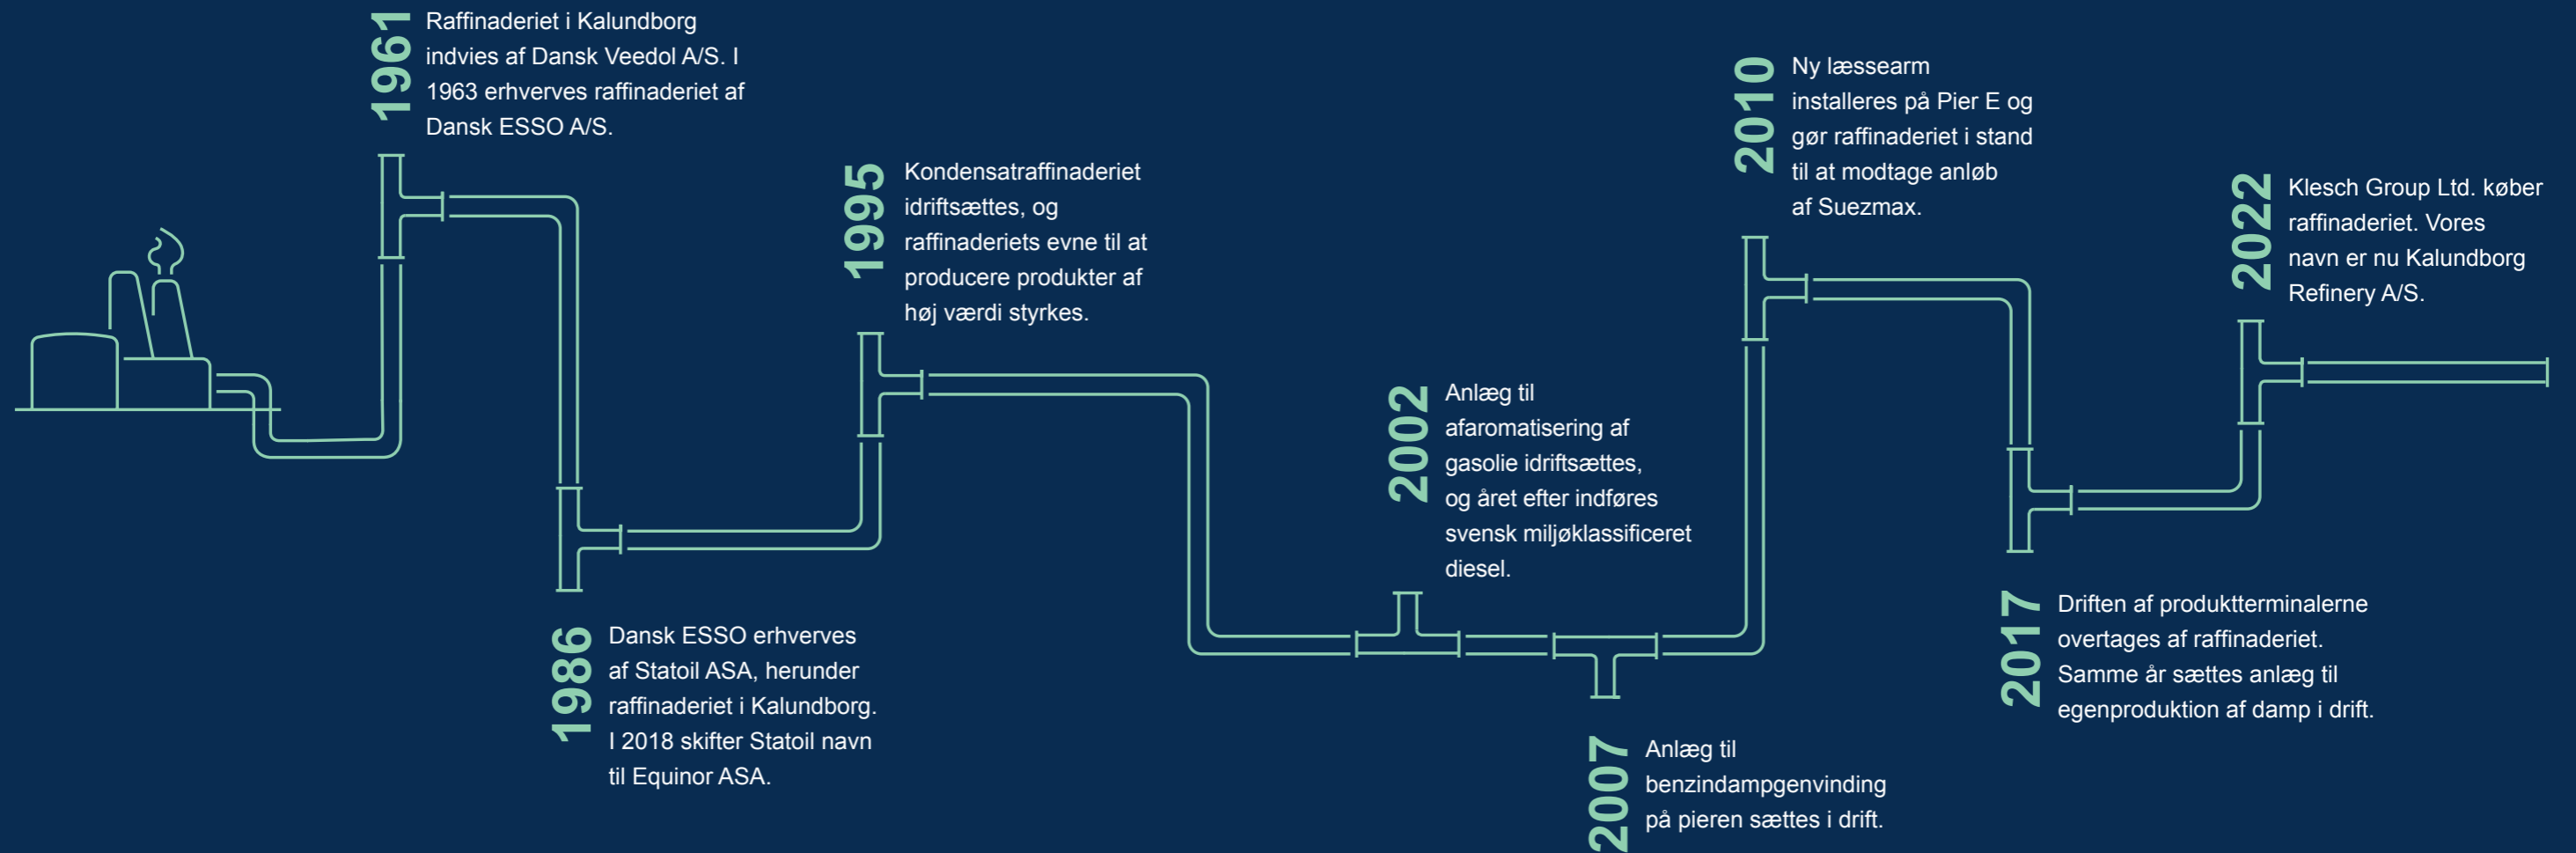 1961
Raffinaderiet i Kalundborg
indvies af Dansk Veedol A/S. I
1963 erhverves raffinaderiet af
Dansk ESSO A/S.
1986
Dansk ESSO erhverves
af Statoil ASA, herunder
raffinaderiet i Kalundborg.
I 2018 skifter Statoil navn
til Equinor ASA.
1995
Kondensatraffinaderiet
idriftsættes, og
raffinaderiets evne til at
producere produkter af
høj værdi styrkes.
2002
Anlæg til
afaromatisering af
gasolie idriftsættes,
og året efter indføres
svensk miljøklassificeret
diesel.
2007
Anlæg til
benzindampgenvinding
på pieren sættes i drift.
2010
Ny læssearm
installeres på Pier E og
gør raffinaderiet i stand
til at modtage anløb
af Suezmax.
2017
Driften af produktterminalerne
overtages af raffinaderiet.
Samme år sættes anlæg til
egenproduktion af damp i drift.
2022
Klesch Group Ltd. køber
raffinaderiet. Vores
navn er nu Kalundborg
Refinery A/S.